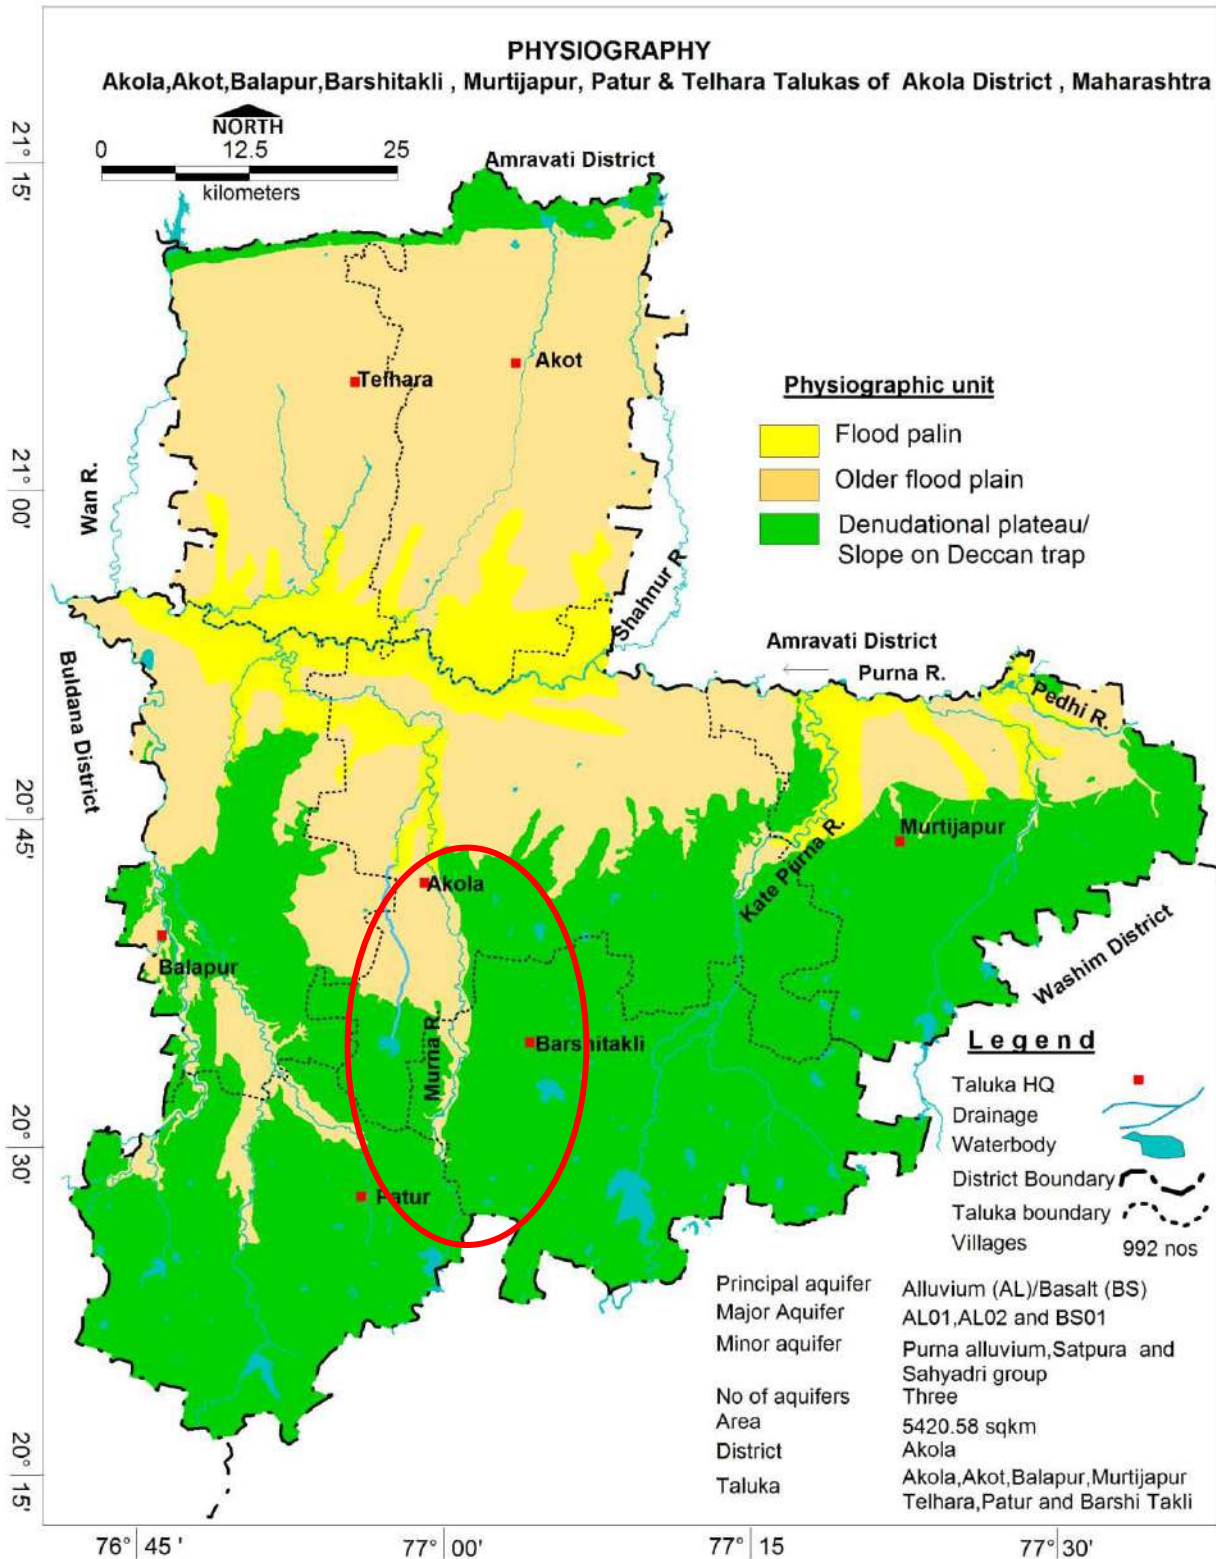 PHYSIOGRAPHY
Akola,Akot,Balapur,Barshitakli , Murtijapur, Patur & Telhara Talukas of Akola District , Maharashtra
NORTH
0 12.5 25
kilometers
Amravati District
21° 15'
Akot
Telhara
Physiographic unit
Flood palin
Older flood plain
Denudational plateau/
Slope on Deccan trap
Wan R.
21° 00'
Shahnur R
Amravati District
Purna R.
Pedhi R.
Buldana District
20° 45'
Murtijapur
Kate Purna R.
Akola
Balapur
Washim District
Murna R.
Barshitakli
Patur
20° 30'
Legend
Taluka HQ
Drainage
Waterbody
District Boundary
Taluka boundary
Villages 992 nos
Principal aquifer Alluvium (AL)/Basalt (BS)
Major Aquifer AL01,AL02 and BS01
Minor aquifer Purna alluvium,Satpura and
Sahyadri group
No of aquifers Three
Area 5420.58 sqkm
District Akola
Taluka Akola,Akot,Balapur,Murtijapur
Telhara,Patur and Barshi Takli
20° 15'
76° 45 ' 77° 00' 77° 15 77° 30'